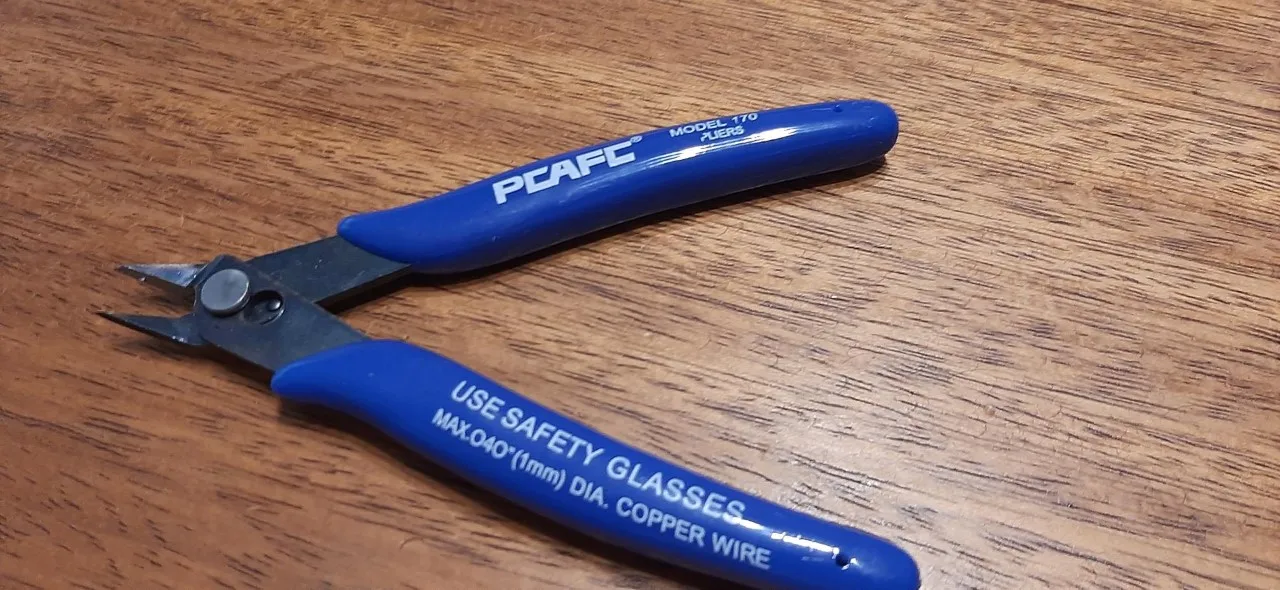 PCAFC®
MODEL 170
PLIERS
USE SAFETY GLASSES
MAX.040"(1mm) DIA. COPPER WIRE